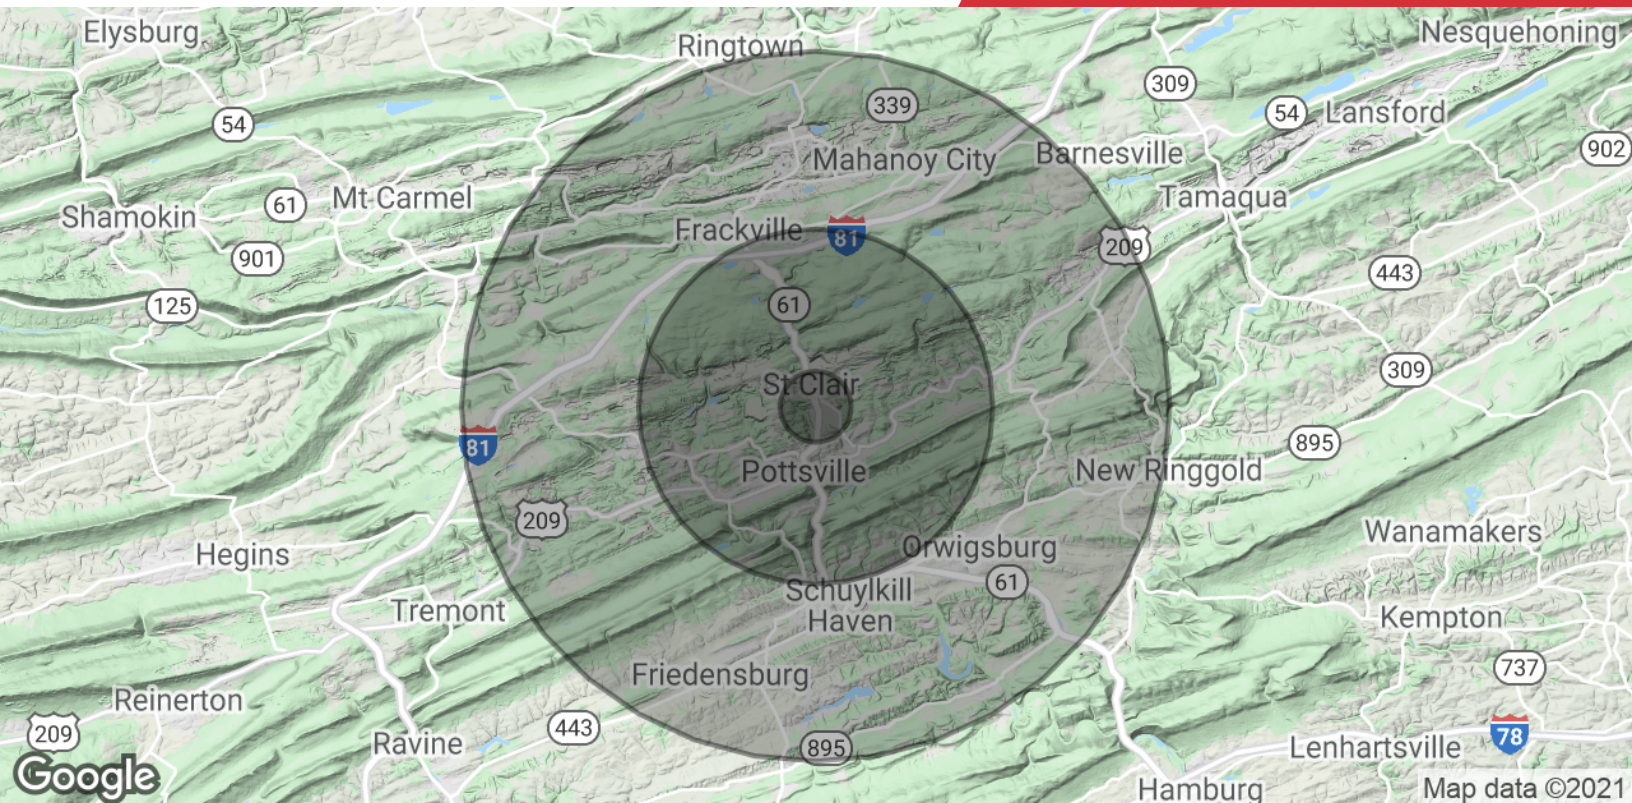 Elysburg
Ringtown
Nesquehoning
309
339
54
Lansford
54
902
Mahanoy City
Barnesville
Mt Carmel
61
Tamaqua
Shamokin
Frackville
81
209
901
443
125
61
309
St Clair
81
895
Pottsville
New Ringgold
209
Wanamakers
Hegins
Orwigsburg
61
Schuylkill
Haven
Tremont
Kempton
737
Friedensburg
Reinerton
209
443
78
Ravine
895
Lenhartsville
Google
Hamburg
Map data ©2021